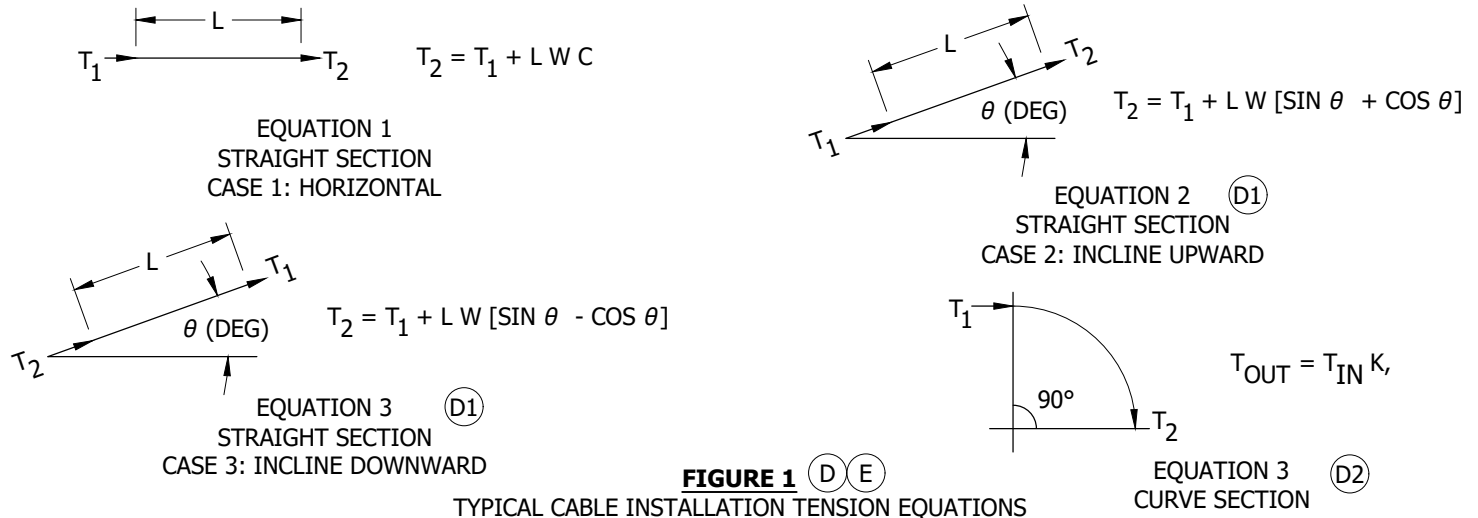 L
T1 T2 T2 = T1 + L W C
EQUATION 1
STRAIGHT SECTION
CASE 1: HORIZONTAL
L
T2
θ (DEG)
T1
T2 = T1 + L W [SIN θ + COS θ]
EQUATION 2 D1
STRAIGHT SECTION
CASE 2: INCLINE UPWARD
L
T1
θ (DEG)
T2
T2 = T1 + L W [SIN θ - COS θ]
EQUATION 3 D1
STRAIGHT SECTION
CASE 3: INCLINE DOWNWARD
T1
90°
T2
TOUT = TIN K,
EQUATION 3 D2
CURVE SECTION
FIGURE 1 D E
TYPICAL CABLE INSTALLATION TENSION EQUATIONS